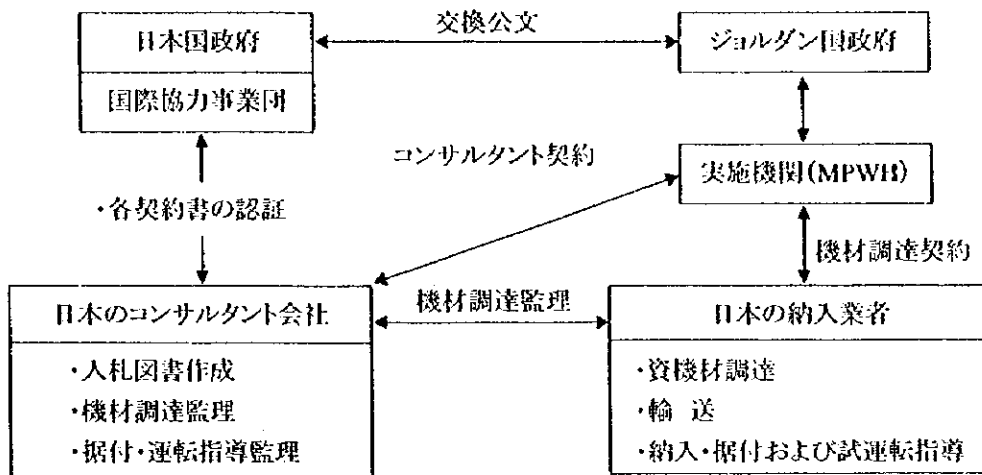 交換公文
日本国政府
ジョルダン国政府
国際協力事業団
コンサルタント契約
実施機関(MPWH)
・各契約書の認証
機材調達契約
日本のコンサルタント会社
機材調達監理
日本の納入業者
・入札図書作成
・機材調達監理
・据付・運転指導監理
・資機材調達
・輸 送
・納入・据付および試運転指導